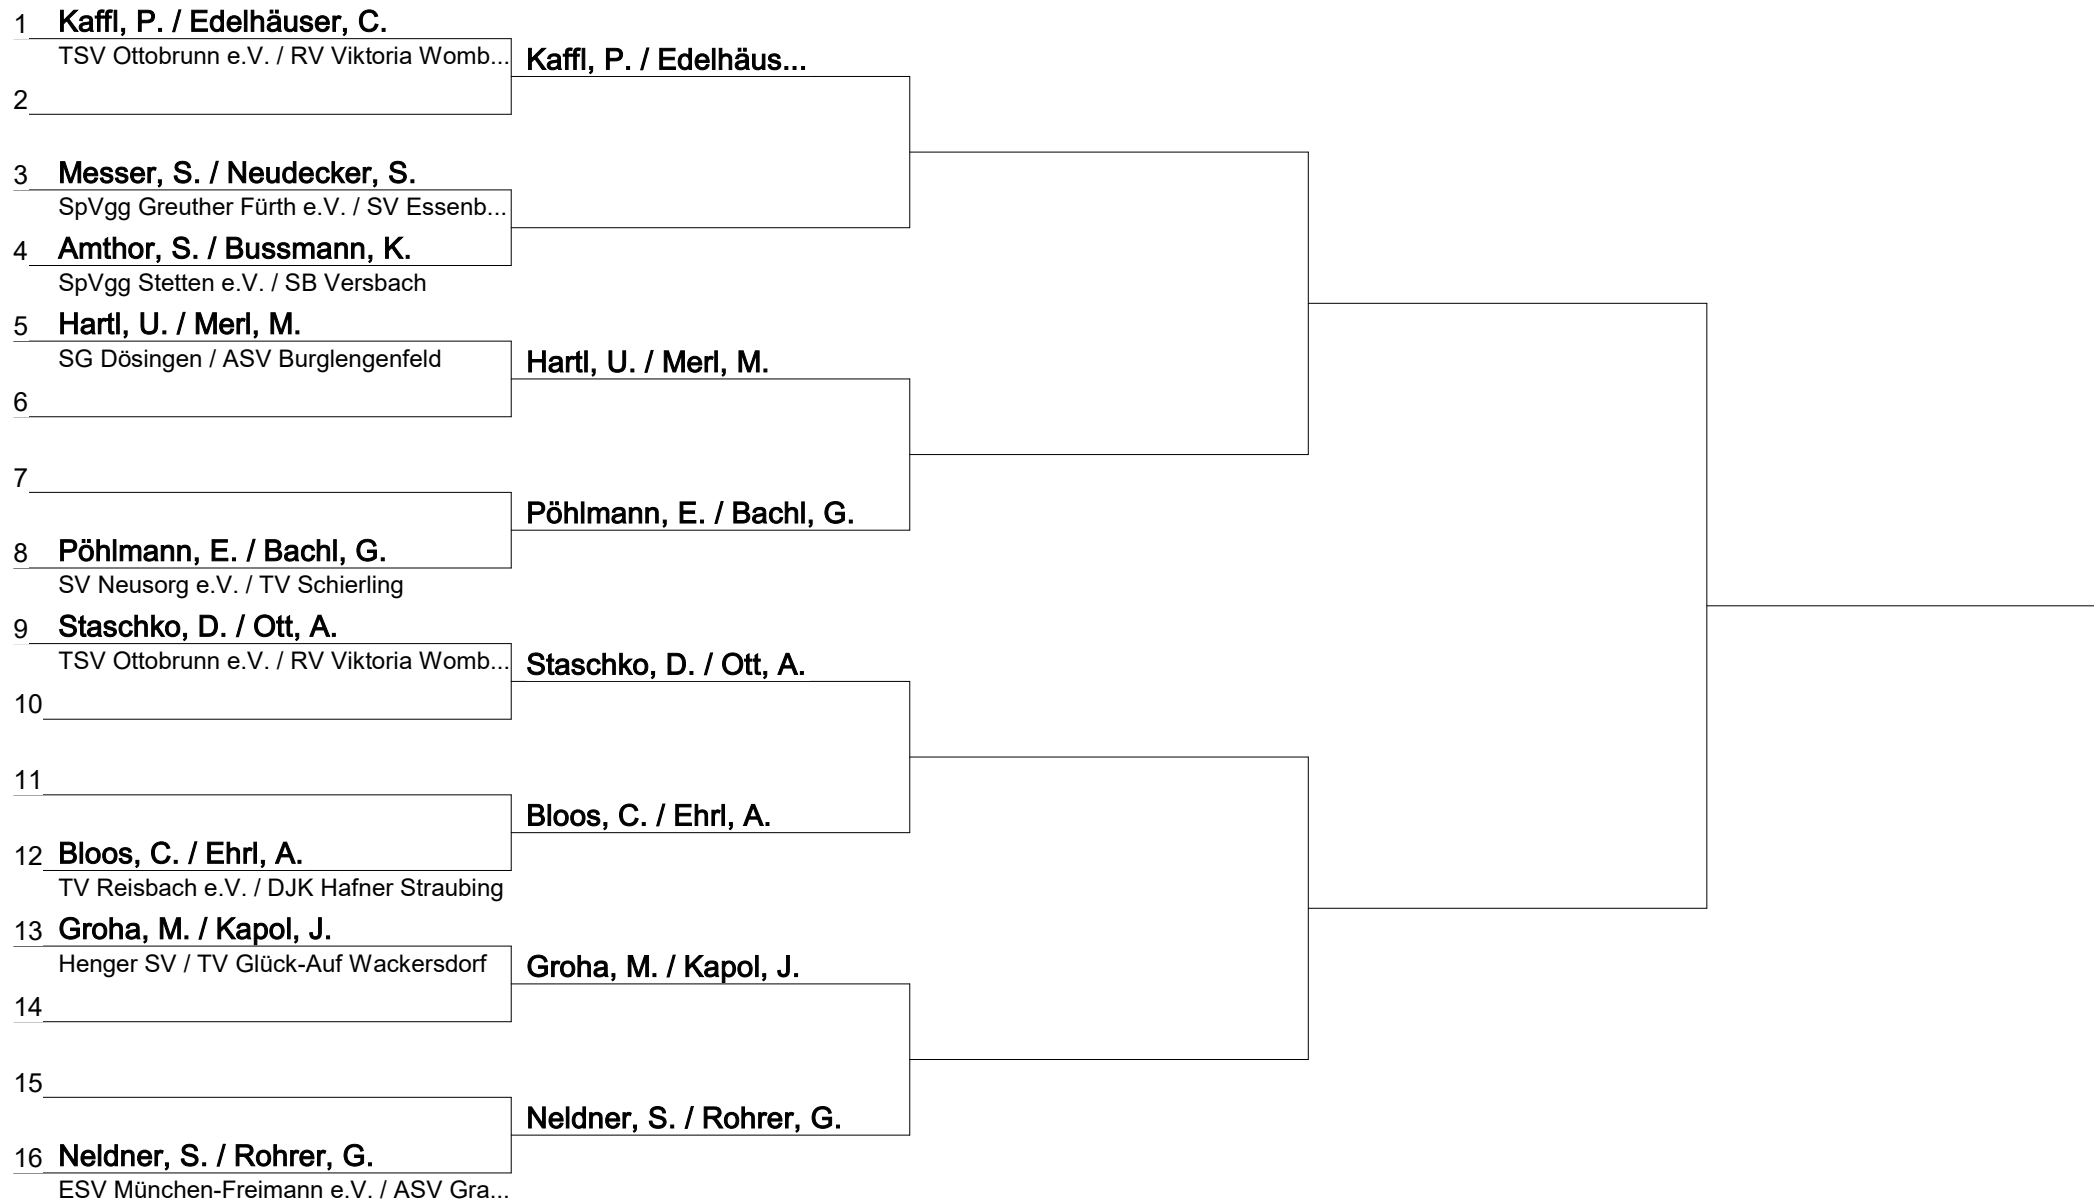 1 Kaffl, P. / Edelhäuser, C.
TSV Ottobrunn e.V. / RV Viktoria Womb...
Kaffl, P. / Edelhäus...
2
3 Messer, S. / Neudecker, S.
SpVgg Greuther Fürth e.V. / SV Essenb...
4 Amthor, S. / Bussmann, K.
SpVgg Stetten e.V. / SB Versbach
5 Hartl, U. / Merl, M.
SG Dösingen / ASV Burglengenfeld
Hartl, U. / Merl, M.
6
7
Pöhlmann, E. / Bachl, G.
8 Pöhlmann, E. / Bachl, G.
SV Neusorg e.V. / TV Schierling
9 Staschko, D. / Ott, A.
TSV Ottobrunn e.V. / RV Viktoria Womb...
Staschko, D. / Ott, A.
10
11
Bloos, C. / Ehrl, A.
12 Bloos, C. / Ehrl, A.
TV Reisbach e.V. / DJK Hafner Straubing
13 Groha, M. / Kapol, J.
Henger SV / TV Glück-Auf Wackersdorf
Groha, M. / Kapol, J.
14
15
Neldner, S. / Rohrer, G.
16 Neldner, S. / Rohrer, G.
ESV München-Freimann e.V. / ASV Gra...